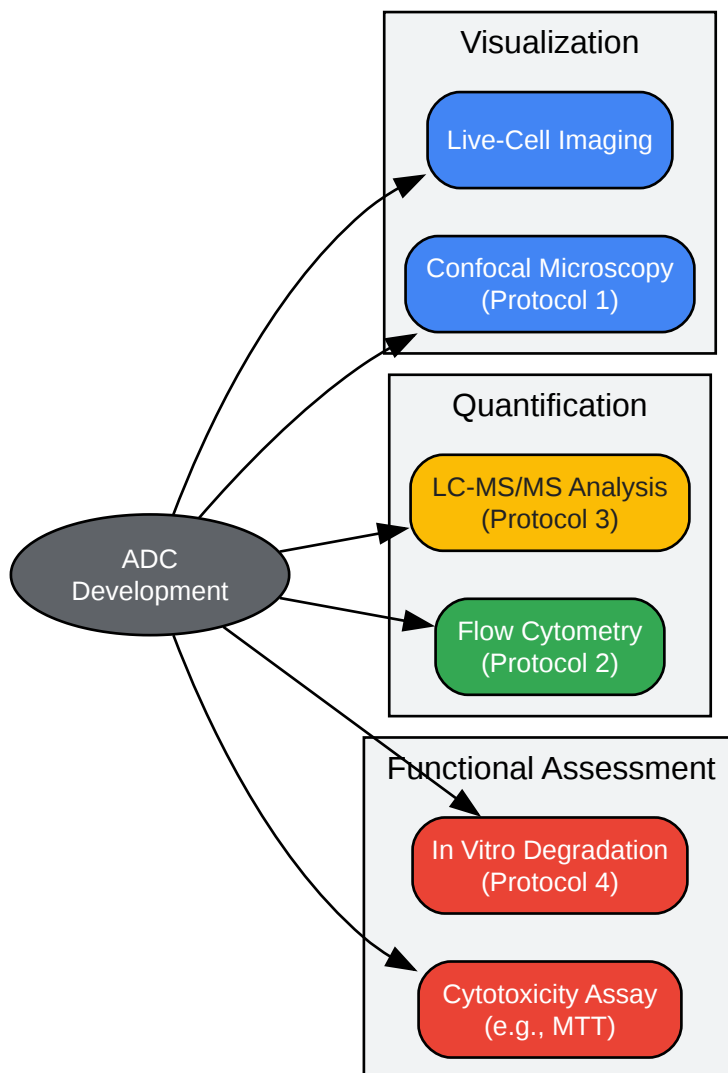 Visualization
Live-Cell Imaging
Confocal Microscopy
(Protocol 1)
Quantification
LC-MS/MS Analysis
(Protocol 3)
Flow Cytometry
(Protocol 2)
ADC
Development
Functional Assessment
In Vitro Degradation
(Protocol 4)
Cytotoxicity Assay
(e.g., MTT)